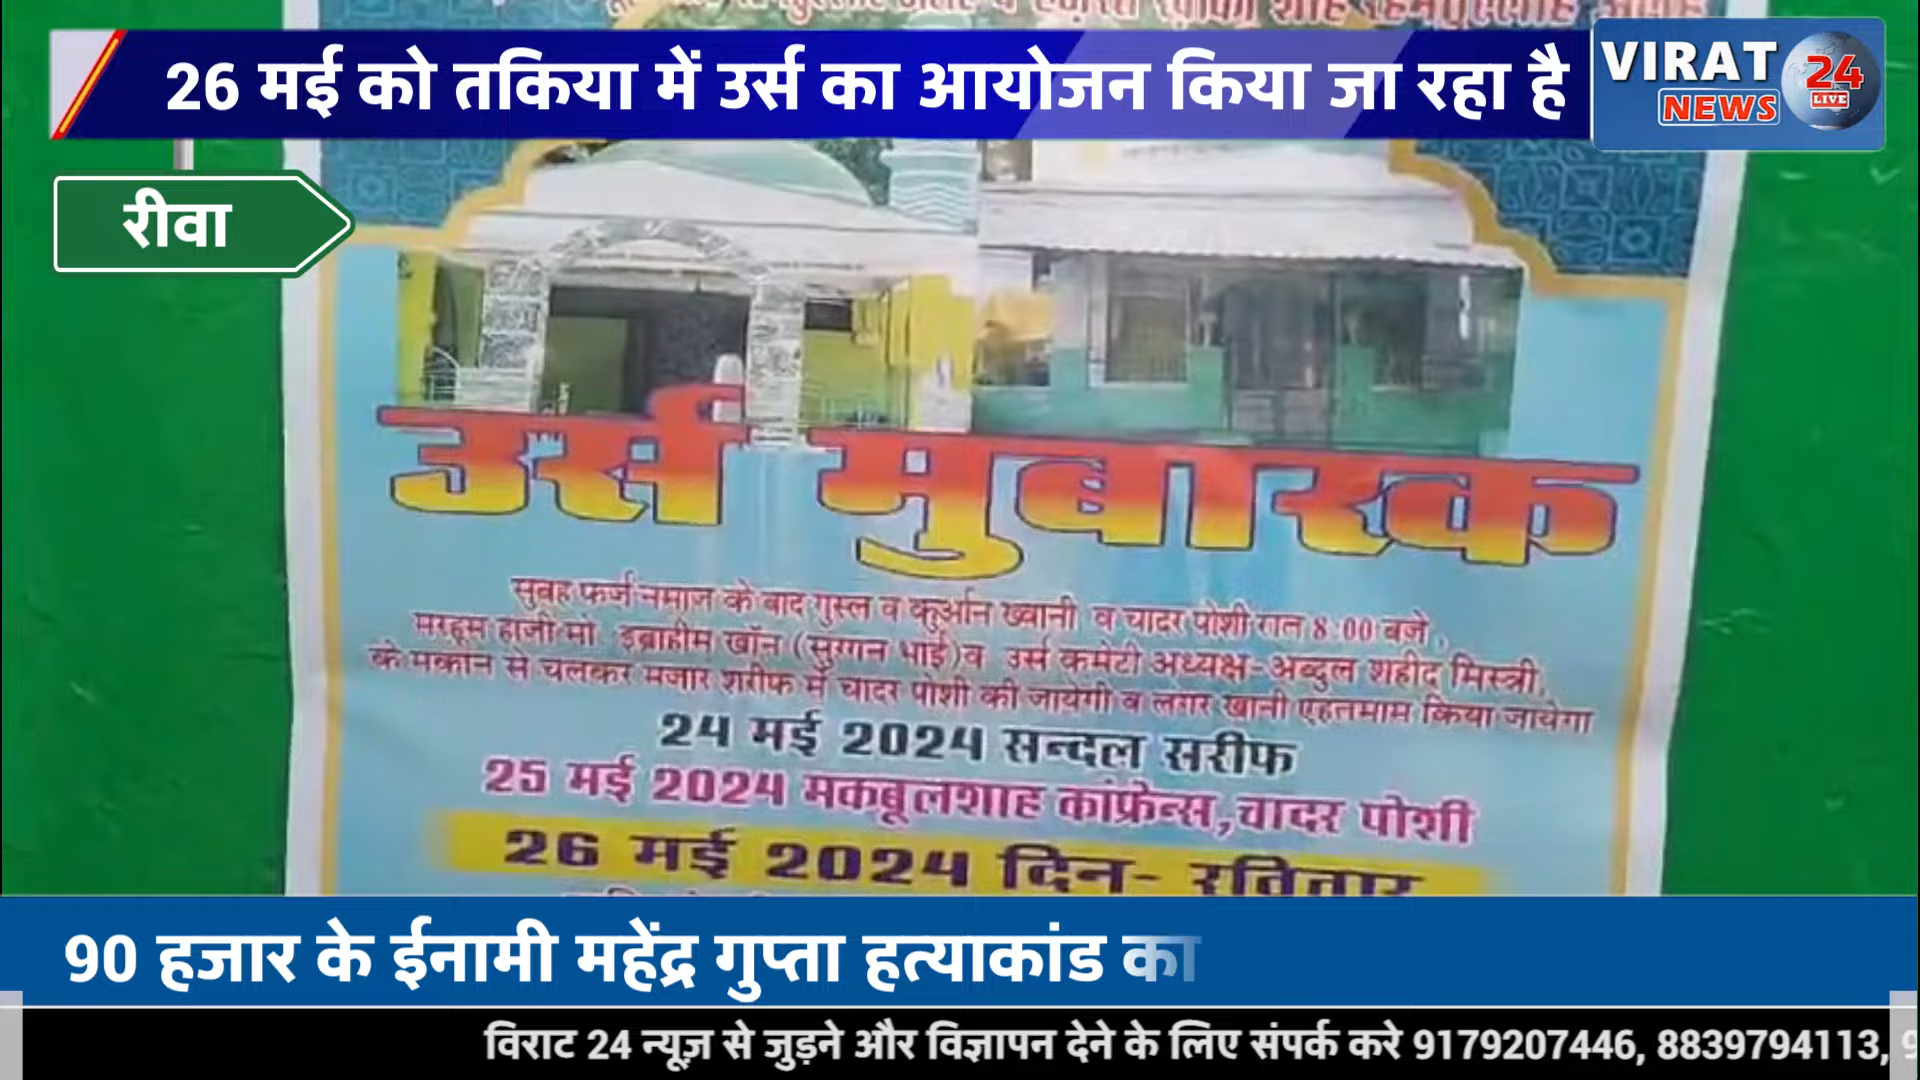 26 मई को तकिया में उर्स का आयोजन किया जा रहा है
VIRAT 24
NEWS LIVE
रीवा
उर्स मुबारक
सुबह फर्ज नमाज के बाद गुस्ल व कुर्आन ख्वानी व चादर पोशी रात 8:00 बजे,
मरहूम हाजी मो. इब्राहीम खॉन (सुग्गन भाई) व उर्स कमेटी अध्यक्ष-अब्दुल शहीद मिस्त्री,
के मकान से चलकर मजार शरीफ में चादर पोशी की जायेगी व लंगर खानी एहतमाम किया जायेगा
24 मई 2024 सन्दल सरीफ
25 मई 2024 मकबूलशाह कांफ्रेन्स,चादर पोशी
26 मई 2024 दिन- रविवार
90 हजार के ईनामी महेंद्र गुप्ता हत्याकांड का
विराट 24 न्यूज़ से जुड़ने और विज्ञापन देने के लिए संपर्क करे 9179207446, 8839794113,